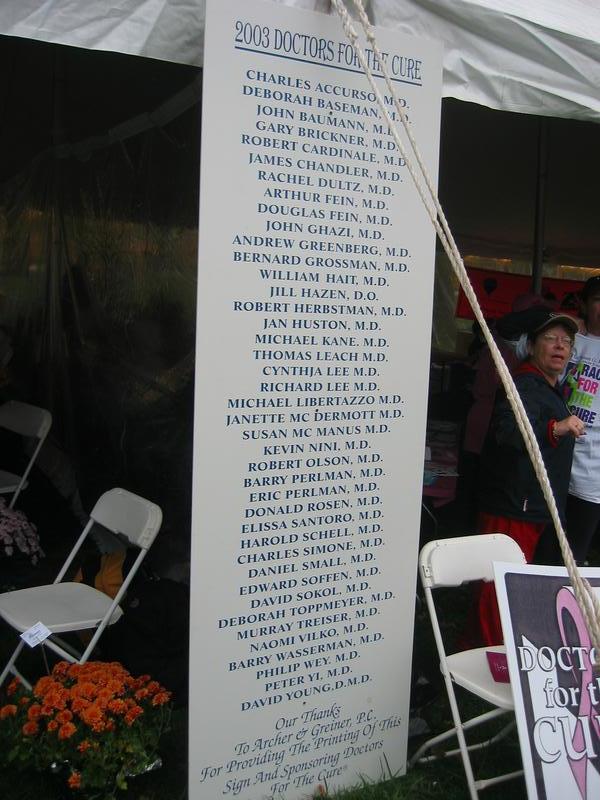 2003 DOCTORS FOR THE CURE
CHARLES ACCURSO, M.D.
DEBORAH BASEMAN, M.D.
JOHN BAUMANN, M.D.
GARY BRICKNER, M.D.
ROBERT CARDINALE, M.D.
JAMES CHANDLER, M.D.
RACHEL DULTZ, M.D.
ARTHUR FEIN, M.D.
DOUGLAS FEIN, M.D.
JOHN GHAZI, M.D.
ANDREW GREENBERG, M.D.
BERNARD GROSSMAN, M.D.
WILLIAM HAIT, M.D.
JILL HAZEN, D.O.
ROBERT HERBSTMAN, M.D.
JAN HUSTON, M.D.
MICHAEL KANE. M.D.
THOMAS LEACH M.D.
CYNTHJA LEE M.D.
RICHARD LEE M.D.
MICHAEL LIBERTAZZO M.D.
JANETTE MC DERMOTT M.D.
SUSAN MC MANUS M.D.
KEVIN NINI, M.D.
ROBERT OLSON, M.D.
BARRY PERLMAN, M.D.
ERIC PERLMAN, M.D.
DONALD ROSEN, M.D.
ELISSA SANTORO, M.D.
HAROLD SCHELL, M.D.
CHARLES SIMONE, M.D.
DANIEL SMALL, M.D.
EDWARD SOFFEN, M.D.
DAVID SOKOL, M.D.
DEBORAH TOPPMEYER, M.D.
MURRAY TREISER, M.D.
NAOMI VILKO, M.D.
BARRY WASSERMAN, M.D.
PHILIP WEY, M.D.
PETER YI, M.D.
DAVID YOUNG,D.M.D.
Our Thanks
To Archer & Greiner, P.C.
For Providing The Printing Of This
Sign And Sponsoring Doctors
For The Cure®
RAC
FOR
THE
CURE
DOCTO
for th
CU